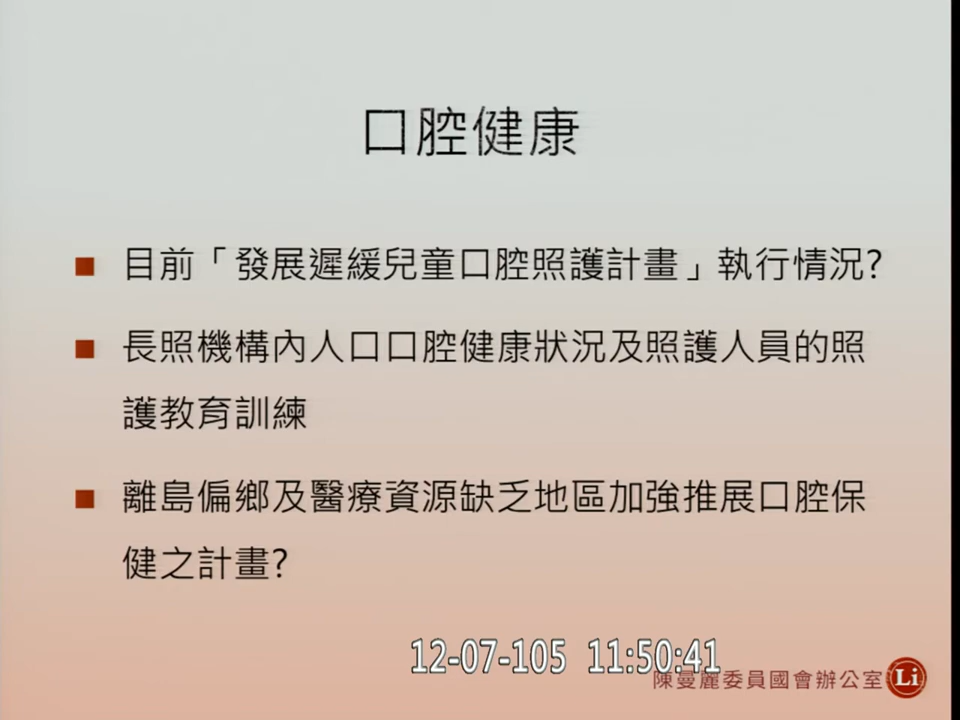 口腔健康
目前「發展遲緩兒童口腔照護計畫」執行情況?
長照機構內人口口腔健康狀況及照護人員的照
護教育訓練
離島偏鄉及醫療資源缺乏地區加強推展口腔保
健之計畫?
12-07-105 11:50:41
陳曼麗委員國會辦公室 Li